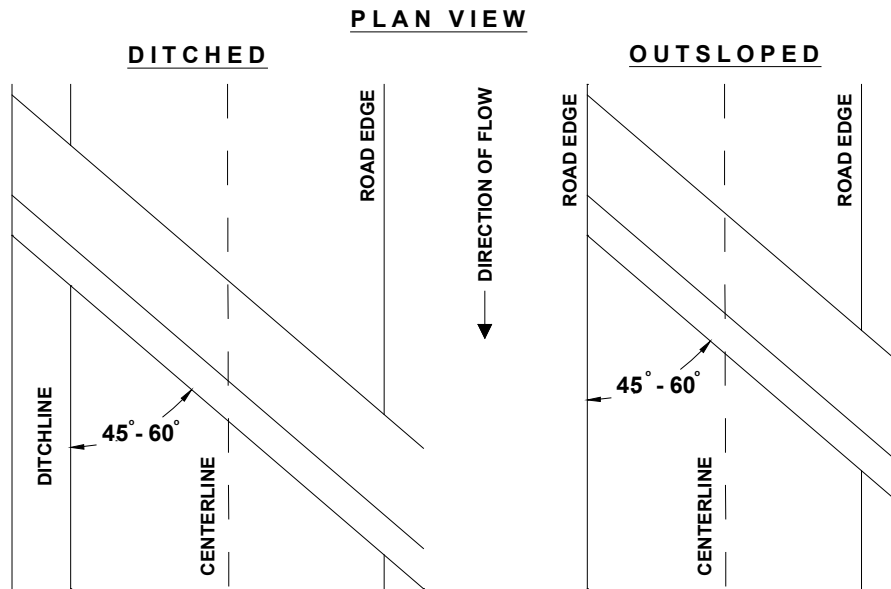 PLAN VIEW
DITCHED
OUTSLOPED
ROAD EDGE
DIRECTION OF FLOW
ROAD EDGE
ROAD EDGE
45° - 60°
DITCHLINE
CENTERLINE
45° - 60°
CENTERLINE